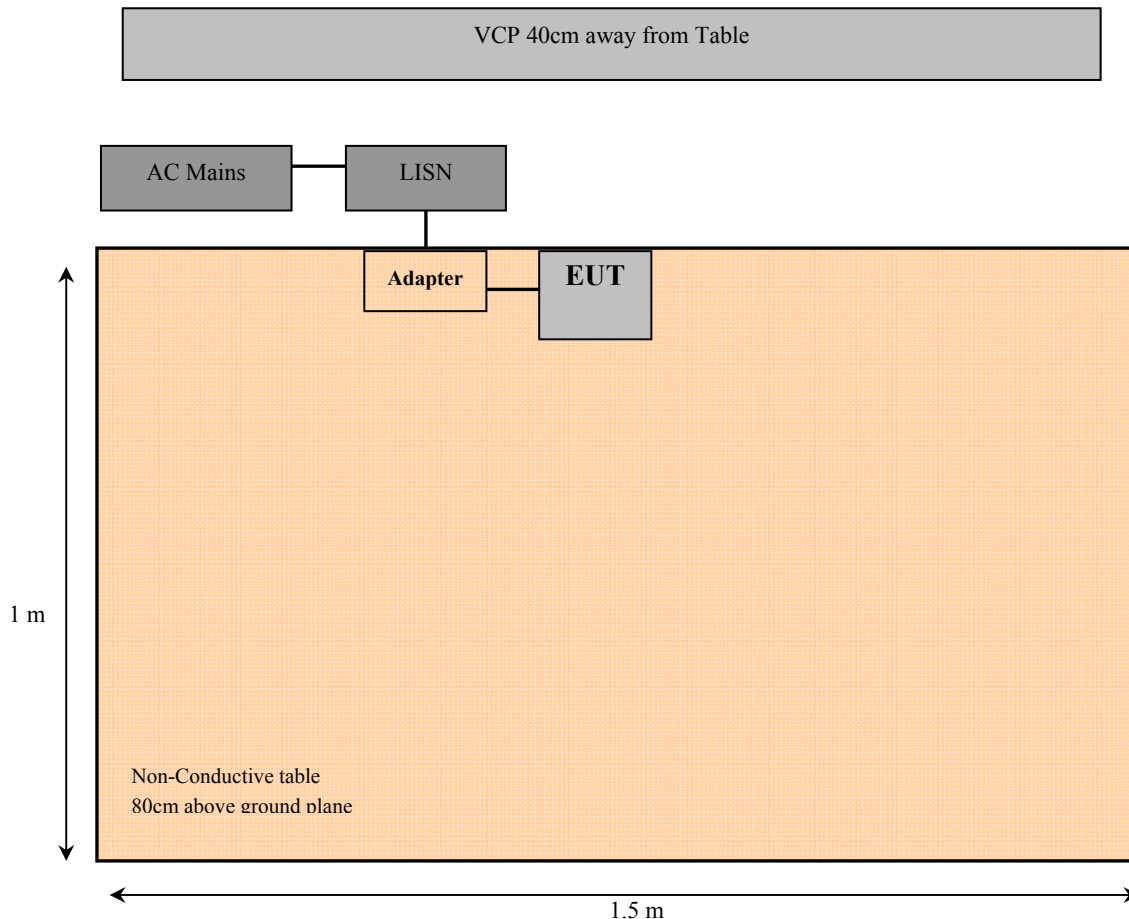 VCP 40cm away from Table
AC Mains
LISN
Adapter
EUT
1 m
Non-Conductive table
80cm above ground plane
1.5 m